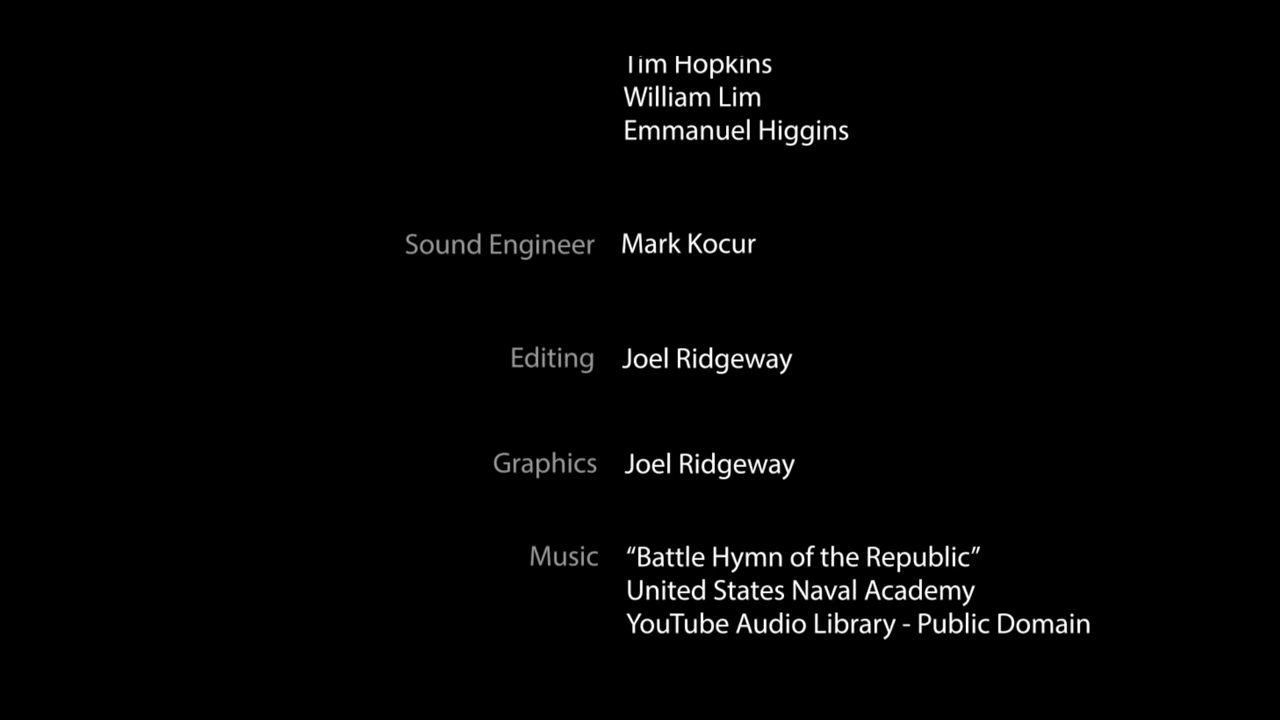 Tim Hopkins
William Lim
Emmanuel Higgins
Sound Engineer Mark Kocur
Editing Joel Ridgeway
Graphics Joel Ridgeway
Music “Battle Hymn of the Republic”
United States Naval Academy
YouTube Audio Library - Public Domain